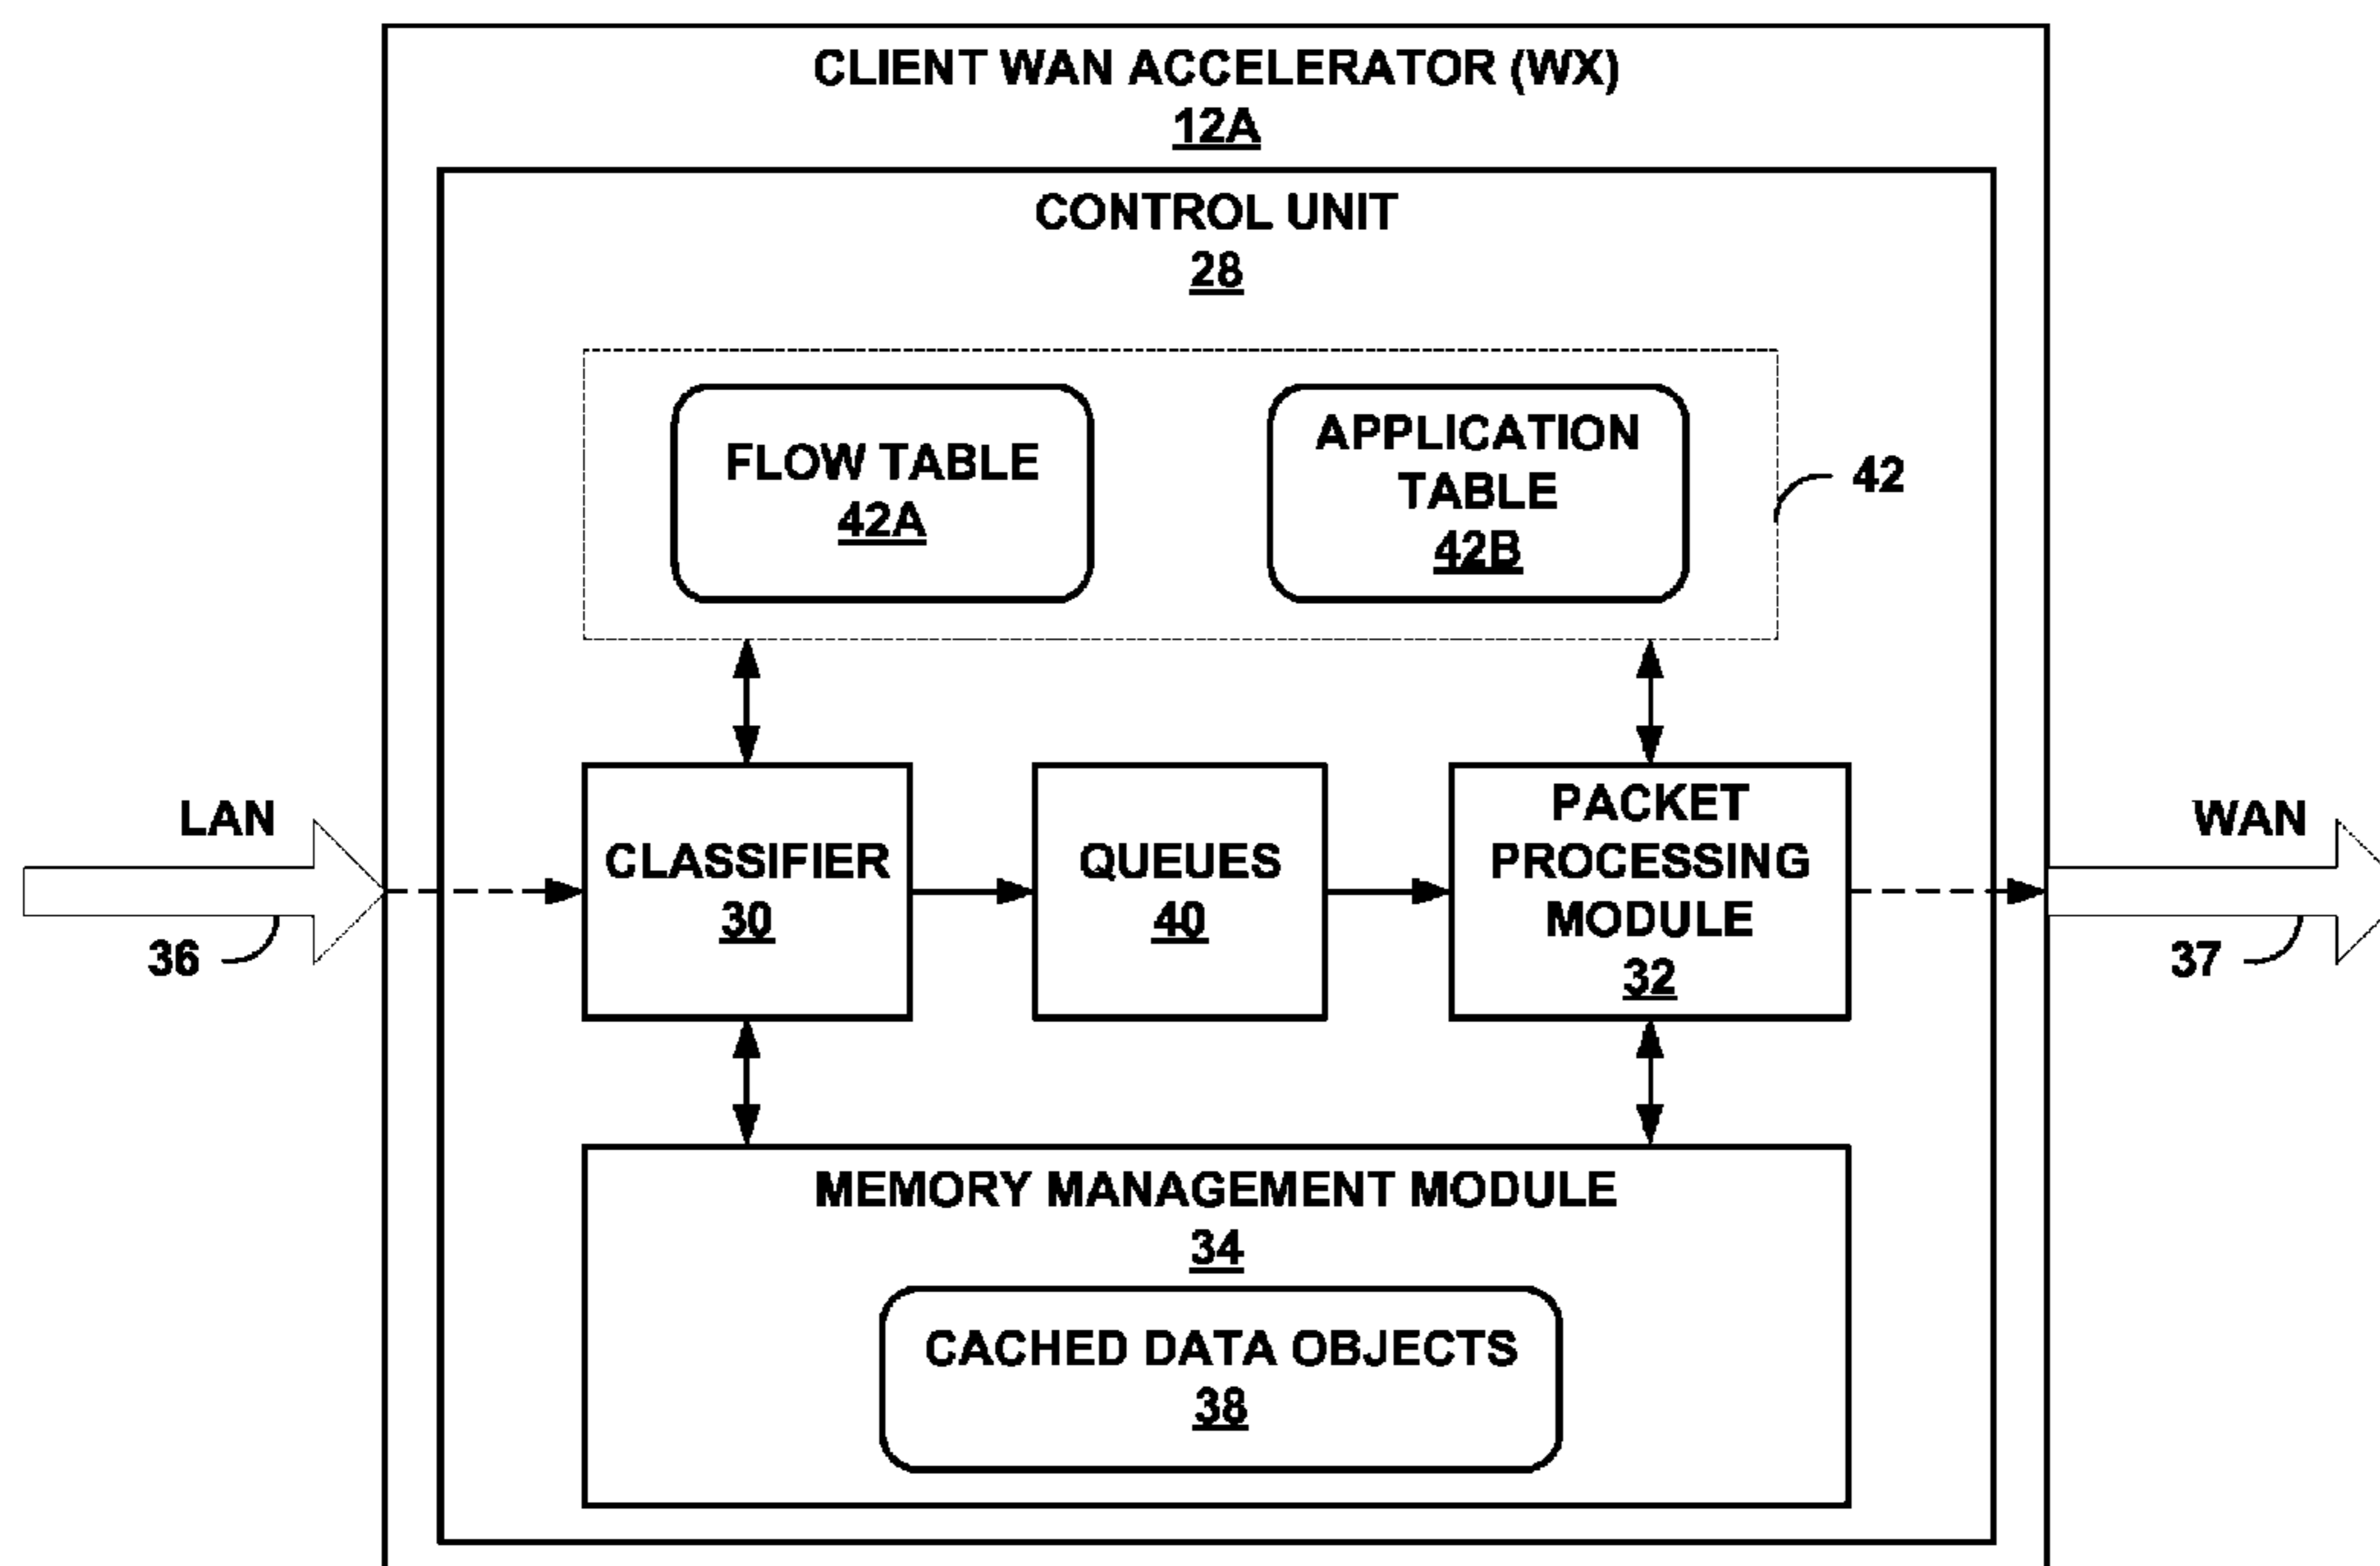 CLIENT WAN ACCELERATOR (WX)
12A
CONTROL UNIT
28
FLOW TABLE
42A
APPLICATION
TABLE
42B
42
LAN
36
CLASSIFIER
30
QUEUES
40
PACKET
PROCESSING
MODULE
32
WAN
37
MEMORY MANAGEMENT MODULE
34
CACHED DATA OBJECTS
38